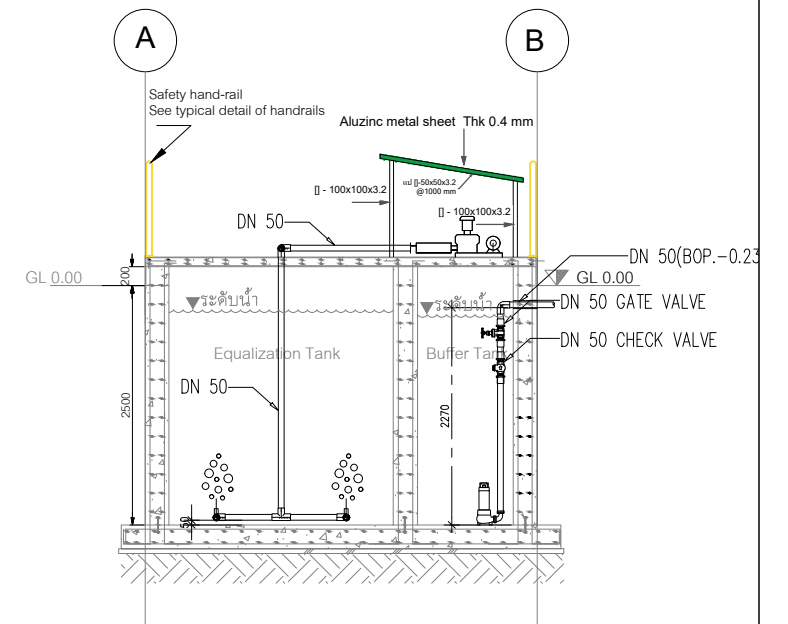 A
B
Safety hand-rail
See typical detail of handrails
Aluzinc metal sheet Thk 0.4 mm
แป []-50x50x3.2
@1000 mm
[] - 100x100x3.2
[] - 100x100x3.2
DN 50
DN 50(BOP.-0.23
GL 0.00
200
GL 0.00
ระดับน้ำ
ระดับน้ำ
DN 50 GATE VALVE
DN 50 CHECK VALVE
Equalization Tank
Buffer Tank
DN 50
2500
2270
50